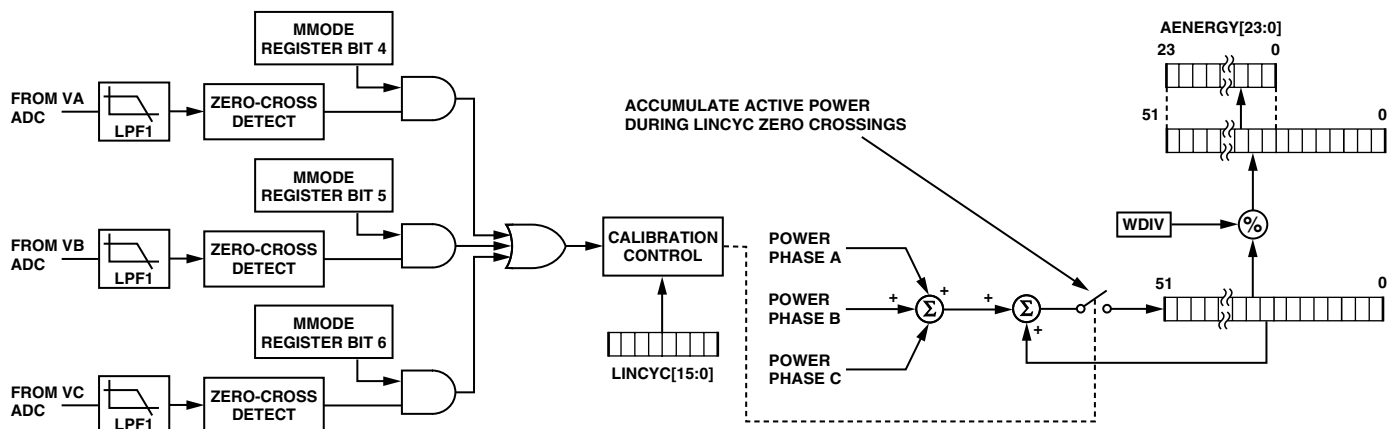 MMODE
REGISTER BIT 4
FROM VA
ADC
LPF1
ZERO-CROSS
DETECT
MMODE
REGISTER BIT 5
FROM VB
ADC
LPF1
ZERO-CROSS
DETECT
MMODE
REGISTER BIT 6
FROM VC
ADC
LPF1
ZERO-CROSS
DETECT
CALIBRATION
CONTROL
LINCYC[15:0]
ACCUMULATE ACTIVE POWER
DURING LINCYC ZERO CROSSINGS
POWER
PHASE A
POWER
PHASE B
POWER
PHASE C
+
+
+
Σ
+
+
Σ
AENERGY[23:0]
23 0
51 0
WDIV
%
51 0